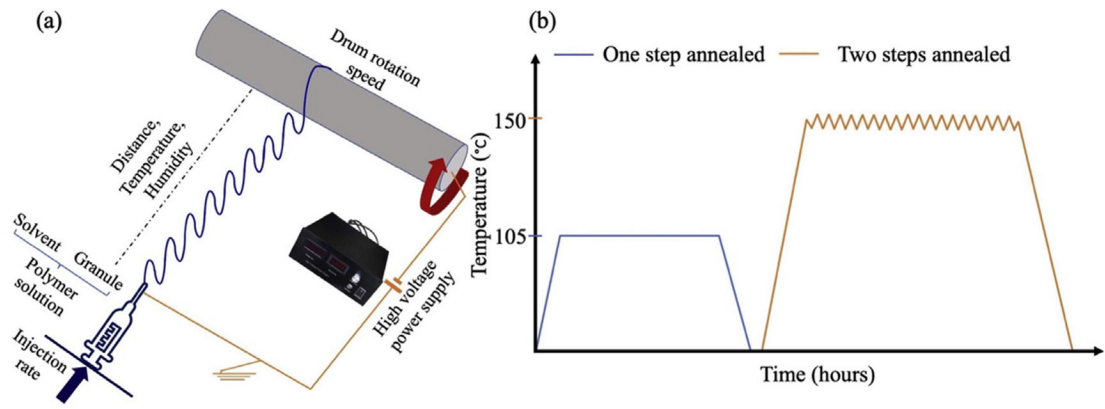 (a)
Drum rotation
speed
Distance,
Temperature,
Humidity
Solvent Granule
Polymer
solution
Injection
rate
High voltage
power supply
(b)
One step annealed
Two steps annealed
150
105
Temperature (°c)
Time (hours)